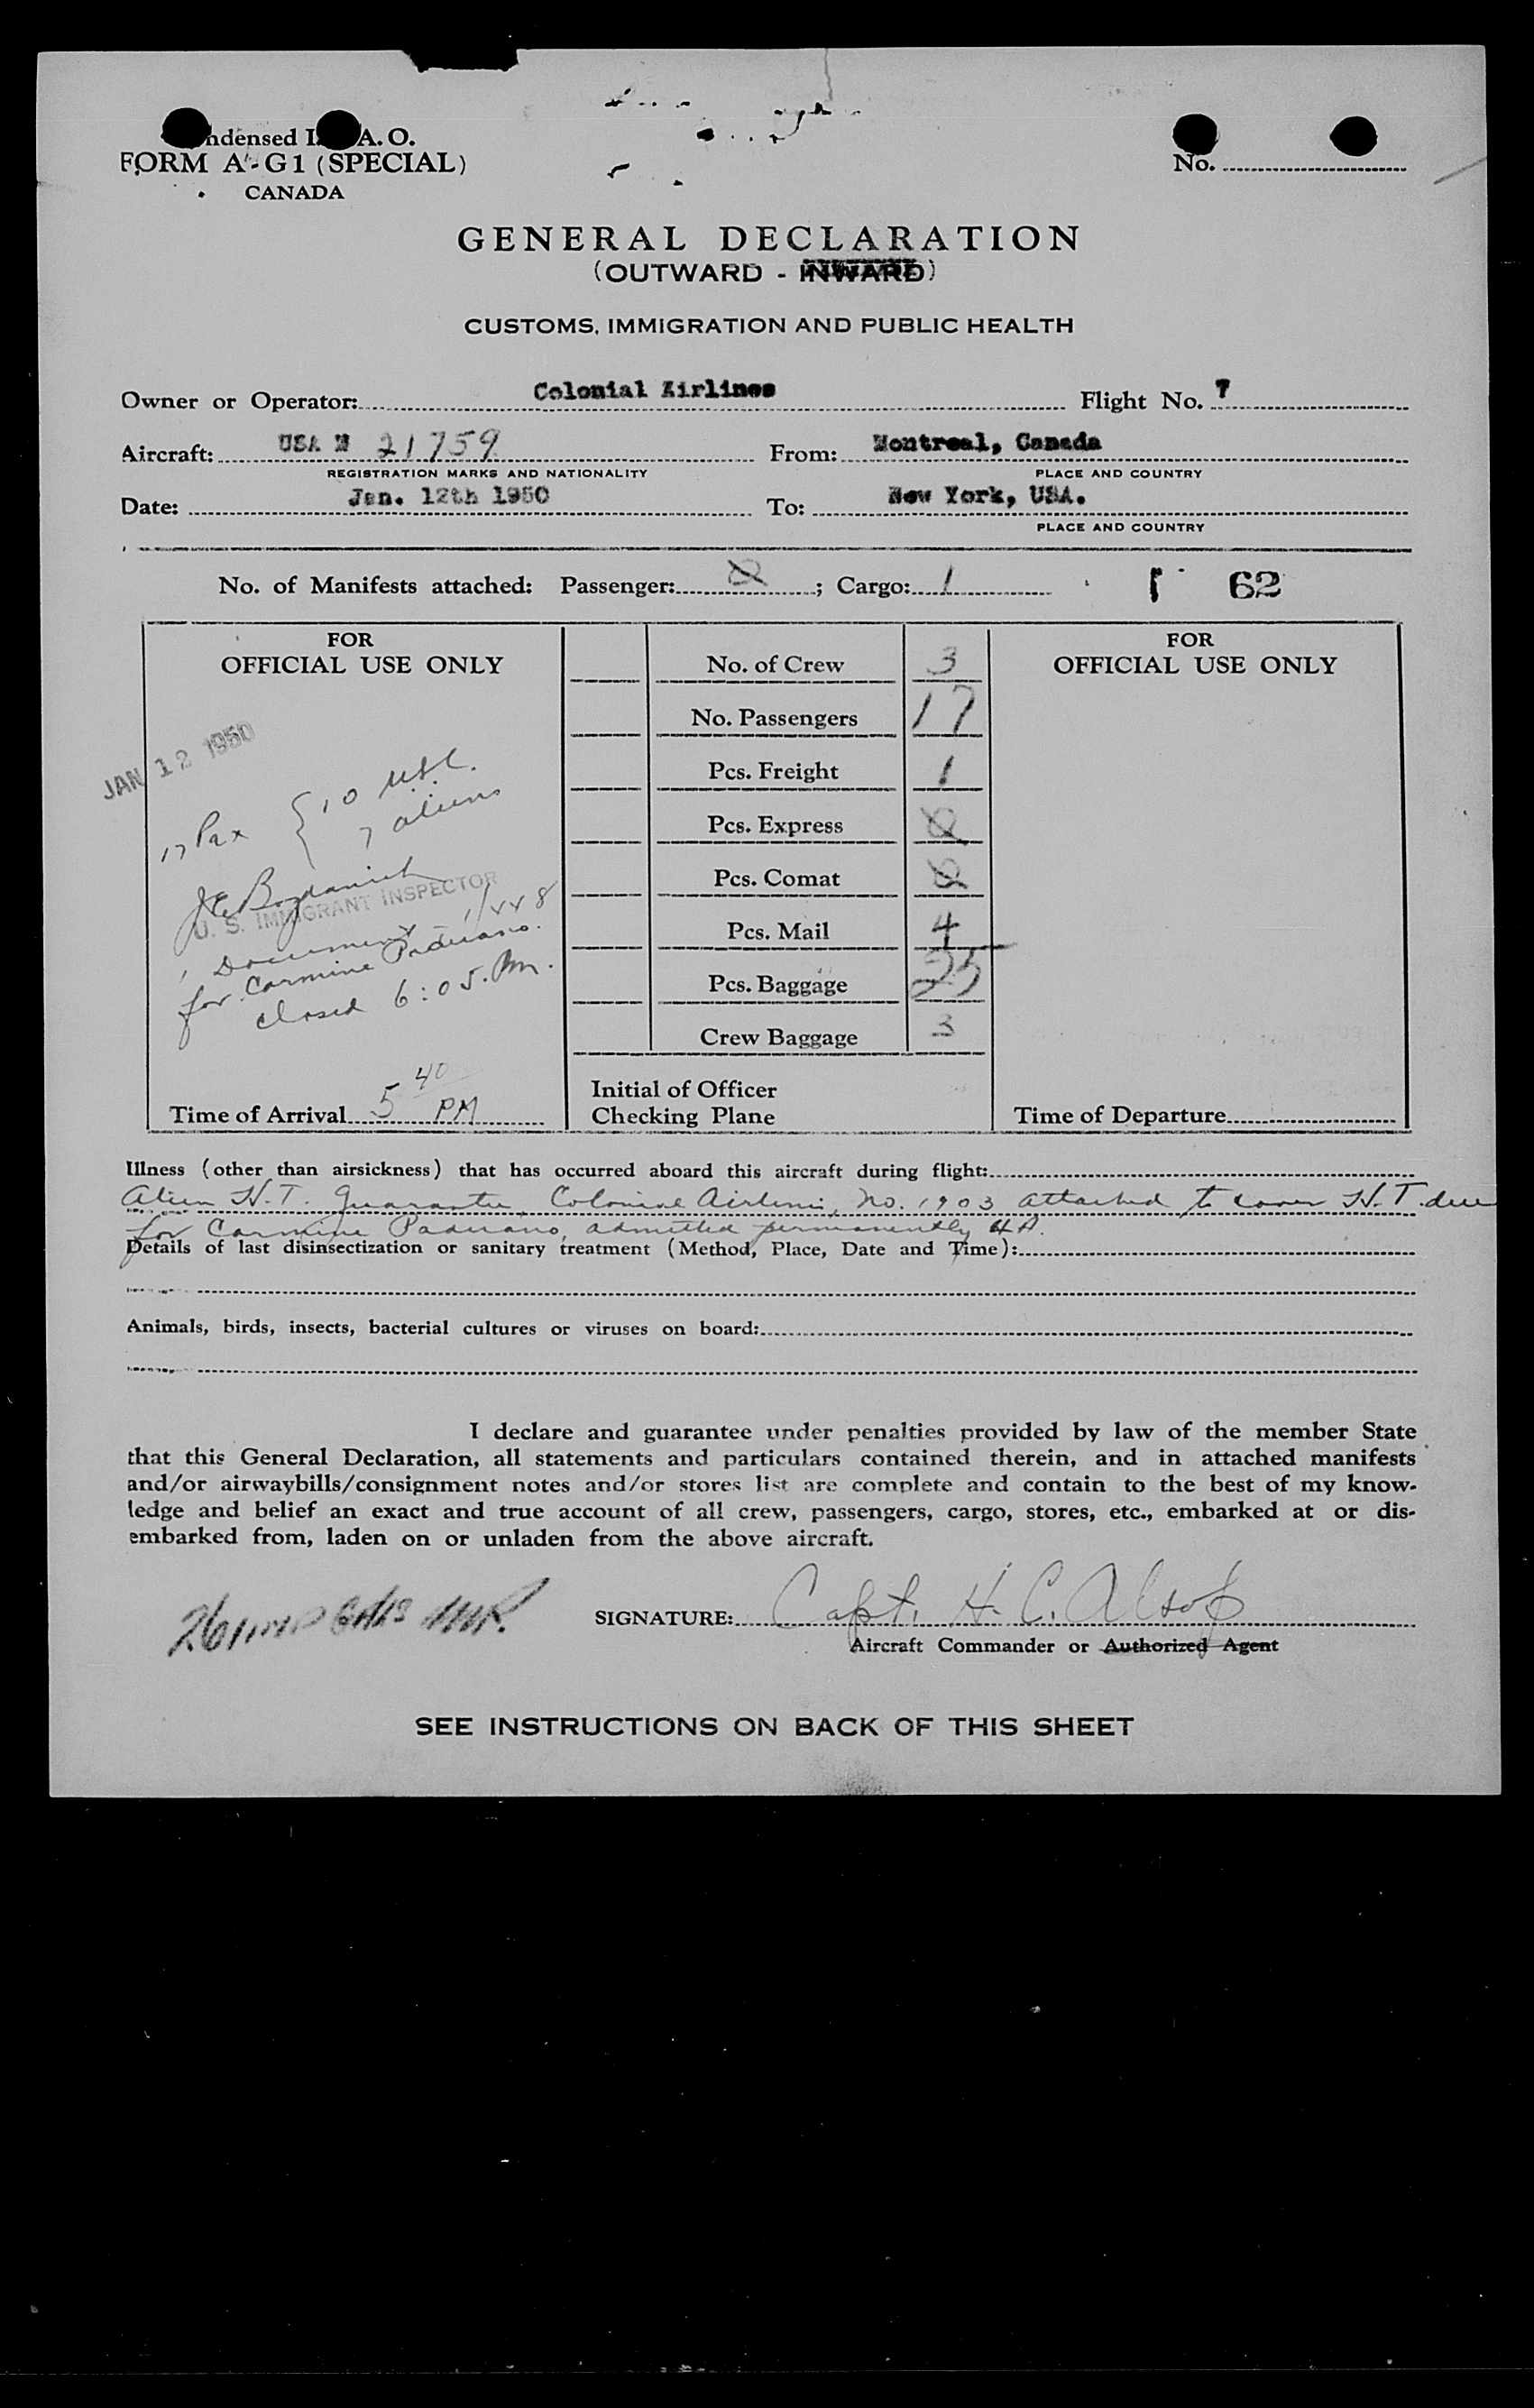 ndensed I. A. O.
FORM A-G1 (SPECIAL)
CANADA
No.
GENERAL DECLARATION
(OUTWARD - INWARD)
CUSTOMS, IMMIGRATION AND PUBLIC HEALTH
Owner or Operator: Colonial Airlines Flight No. 7
Aircraft: USA N 21759 From: Montreal, Canada
REGISTRATION MARKS AND NATIONALITY PLACE AND COUNTRY
Date: Jan. 12th 1950 To: New York, USA.
PLACE AND COUNTRY
No. of Manifests attached: Passenger: 0; Cargo: 1 62
FOR
OFFICIAL USE ONLY
JAN 12 1950
17 Pax { 10 USC.
7 aliens
U. S. IMMIGRANT INSPECTOR
1 Document
for Carmine Paduano.
closed 6:05. Pm.
Time of Arrival 5 40 PM
No. of Crew 3
No. Passengers 17
Pcs. Freight 1
Pcs. Express 0
Pcs. Comat 0
Pcs. Mail 4
Pcs. Baggage 25
Crew Baggage 3
Initial of Officer
Checking Plane
FOR
OFFICIAL USE ONLY
Time of Departure
Illness (other than airsickness) that has occurred aboard this aircraft during flight:
Alien H.T. Guarantee, Colonial Airlines, No. 1903 attached to cover H.T. due
for Carmine Paduano, admitted permanently 4A.
Details of last disinsectization or sanitary treatment (Method, Place, Date and Time):
Animals, birds, insects, bacterial cultures or viruses on board:
I declare and guarantee under penalties provided by law of the member State
that this General Declaration, all statements and particulars contained therein, and in attached manifests
and/or airwaybills/consignment notes and/or stores list are complete and contain to the best of my know-
ledge and belief an exact and true account of all crew, passengers, cargo, stores, etc., embarked at or dis-
embarked from, laden on or unladen from the above aircraft.
SIGNATURE: Capt. H. C. Alsop
Aircraft Commander or Authorized Agent
SEE INSTRUCTIONS ON BACK OF THIS SHEET